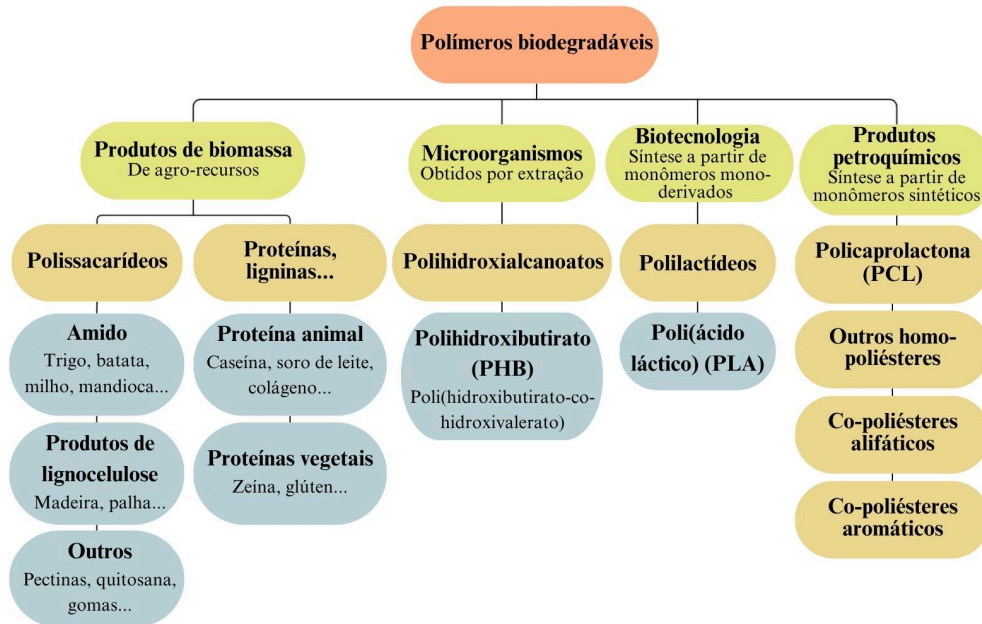 Polímeros biodegradáveis
Produtos de biomassa
De agro-recursos
Microorganismos
Obtidos por extração
Biotecnologia
Síntese a partir de
monômeros mono-
derivados
Produtos
petroquímicos
Síntese a partir de
monômeros sintéticos
Polissacarídeos
Proteínas,
ligninas...
Polihidroxialcanoatos
Polilactídeos
Policaprolactona
(PCL)
Amido
Trigo, batata,
milho, mandioca...
Proteína animal
Caseína, soro de leite,
colágeno...
Polihidroxibutirato
(PHB)
Poli(hidroxibutirato-co-
hidroxivalerato)
Poli(ácido
láctico) (PLA)
Outros homo-
poliésteres
Produtos de
lignocelulose
Madeira, palha...
Proteínas vegetais
Zeína, glúten...
Co-poliésteres
alifáticos
Outros
Pectinas, quitosana,
gomas...
Co-poliésteres
aromáticos